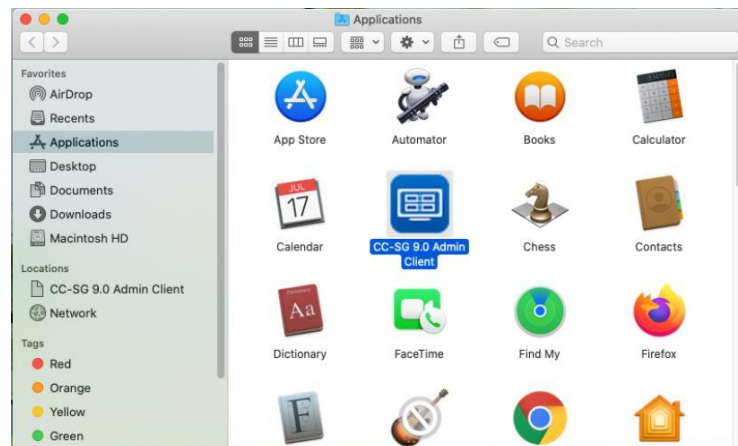 Applications
Search
Favorites
AirDrop
Recents
Applications
Desktop
Documents
Downloads
Macintosh HD
Locations
CC-SG 9.0 Admin Client
Network
Tags
Red
Orange
Yellow
Green
App Store
Automator
Books
Calculator
JUL
17
Calendar
CC-SG 9.0 Admin
Client
Chess
Contacts
Aa
Dictionary
FaceTime
Find My
Firefox
F